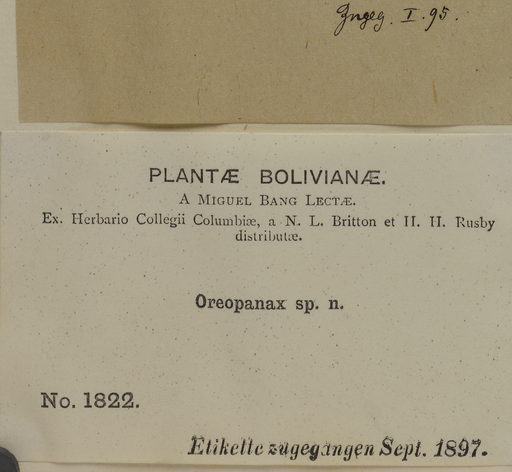 Ingeg. I. 95.
PLANTÆ BOLIVIANÆ.
A MIGUEL BANG LECTÆ.
Ex. Herbario Collegii Columbiæ, a N. L. Britton et H. H. Rusby
distributæ.
Oreopanax sp. n.
No. 1822.
Etikette zugegangen Sept. 1897.